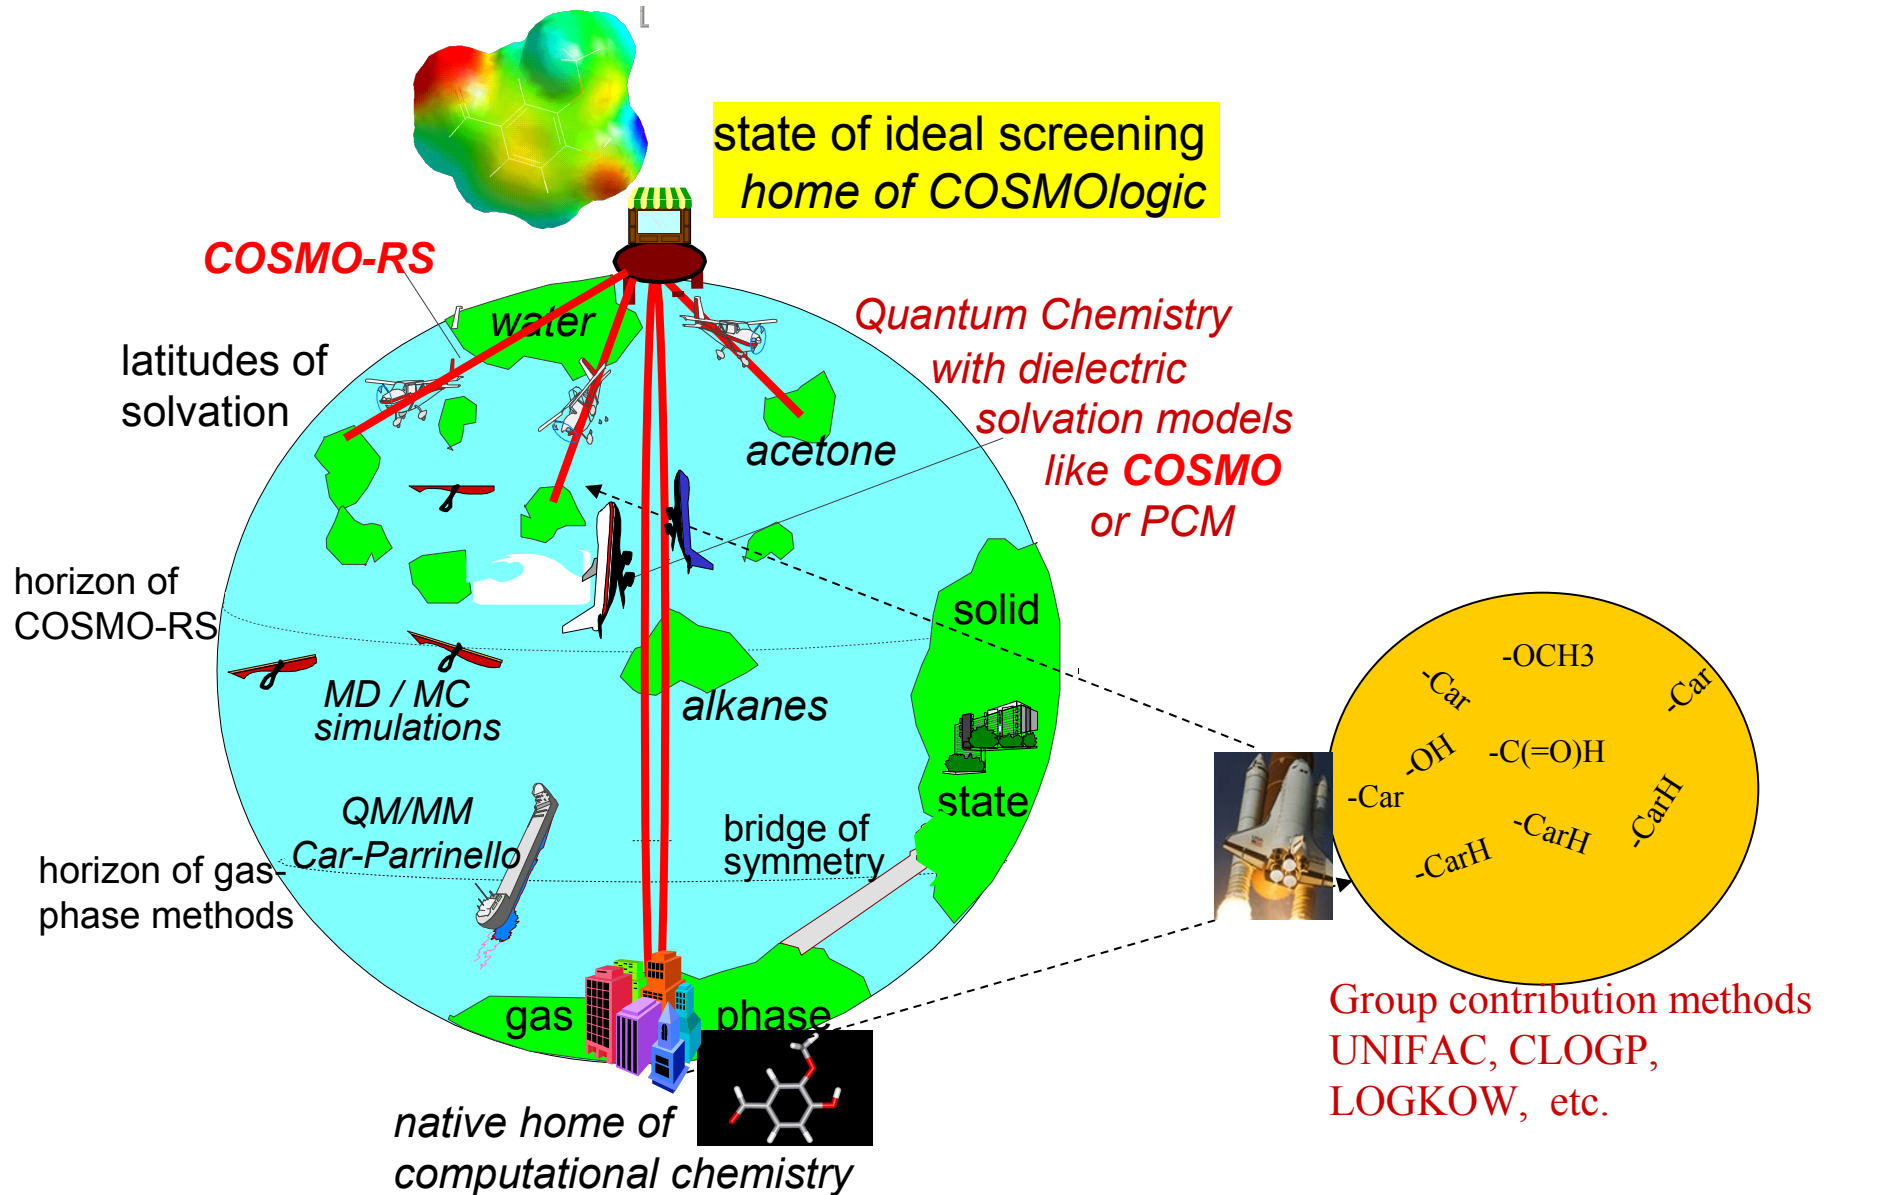 L
state of ideal screening
home of COSMOlogic
COSMO-RS
water
latitudes of
solvation
Quantum Chemistry
with dielectric
solvation models
like COSMO
or PCM
acetone
horizon of
COSMO-RS
solid
state
MD / MC
simulations
alkanes
QM/MM
Car-Parrinello
bridge of
symmetry
horizon of gas-
phase methods
gas
phase
native home of
computational chemistry
-OCH3
-Car
-Car
-OH
-C(=O)H
-Car
-CarH
-CarH
-CarH
Group contribution methods
UNIFAC, CLOGP,
LOGKOW, etc.